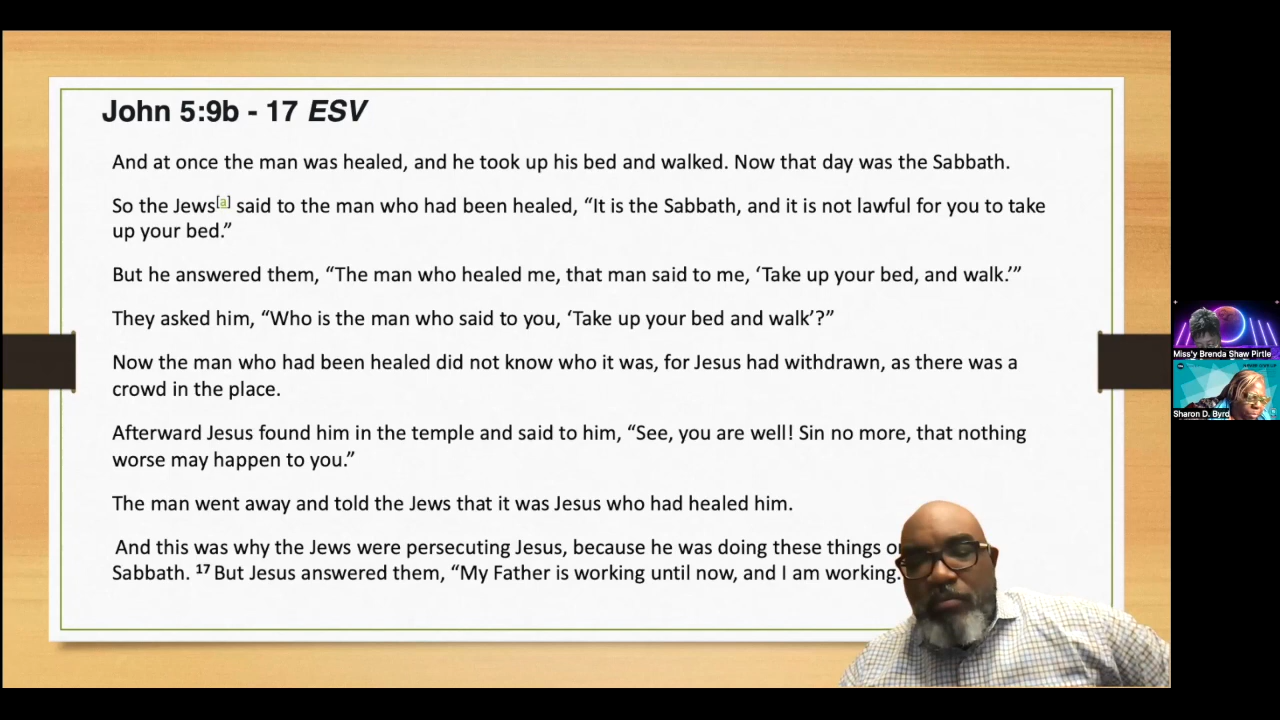 John 5:9b - 17 ESV
And at once the man was healed, and he took up his bed and walked. Now that day was the Sabbath.
So the Jews[a] said to the man who had been healed, “It is the Sabbath, and it is not lawful for you to take
up your bed.”
But he answered them, “The man who healed me, that man said to me, ‘Take up your bed, and walk.’”
They asked him, “Who is the man who said to you, ‘Take up your bed and walk’?”
Now the man who had been healed did not know who it was, for Jesus had withdrawn, as there was a
crowd in the place.
Afterward Jesus found him in the temple and said to him, “See, you are well! Sin no more, that nothing
worse may happen to you.”
The man went away and told the Jews that it was Jesus who had healed him.
And this was why the Jews were persecuting Jesus, because he was doing these things
Sabbath. 17 But Jesus answered them, “My Father is working until now, and I am working.
Miss'y Brenda Shaw Pirtle
Sharon D. Byrd